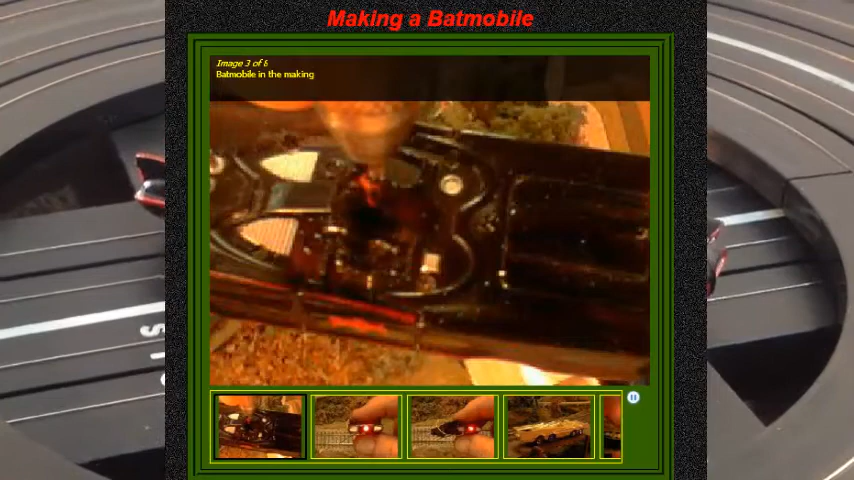 Making a Batmobile
Image 3 of 6
Batmobile in the making